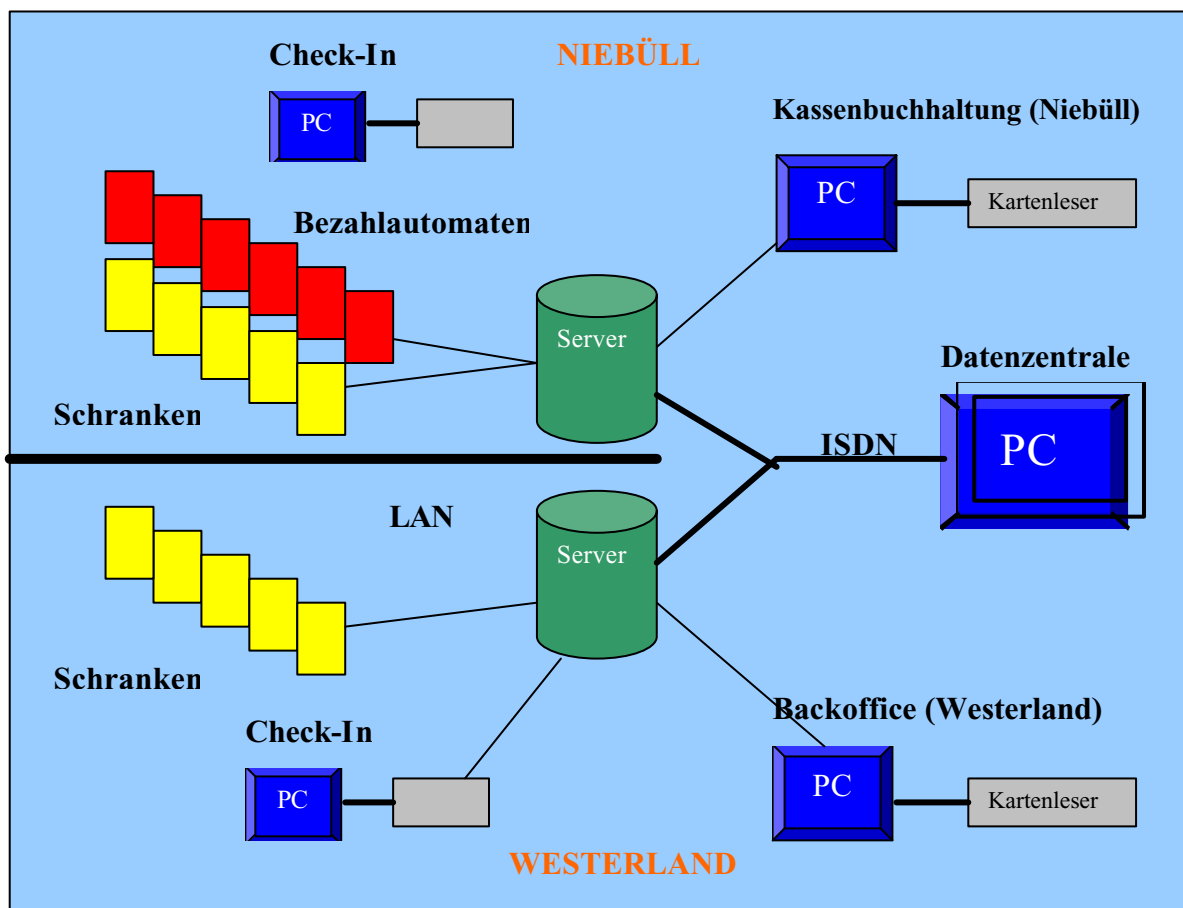 Check-In
NIEBÜLL
PC
Kassenbuchhaltung (Niebüll)
PC
Kartenleser
Bezahlautomaten
Server
Datenzentrale
Schranken
PC
ISDN
LAN
Server
Schranken
Check-In
Backoffice (Westerland)
PC
PC
Kartenleser
WESTERLAND